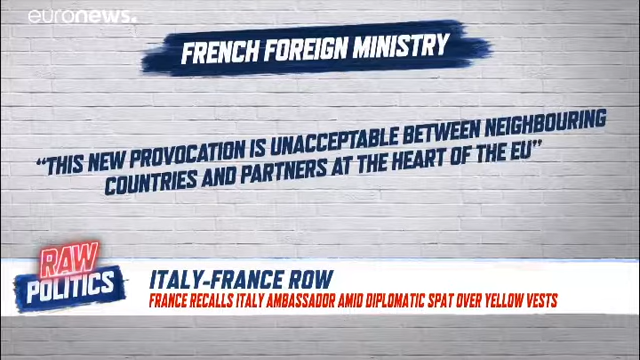 euronews.
FRENCH FOREIGN MINISTRY
“THIS NEW PROVOCATION IS UNACCEPTABLE BETWEEN NEIGHBOURING
COUNTRIES AND PARTNERS AT THE HEART OF THE EU”
RAW
POLITICS
ITALY-FRANCE ROW
FRANCE RECALLS ITALY AMBASSADOR AMID DIPLOMATIC SPAT OVER YELLOW VESTS